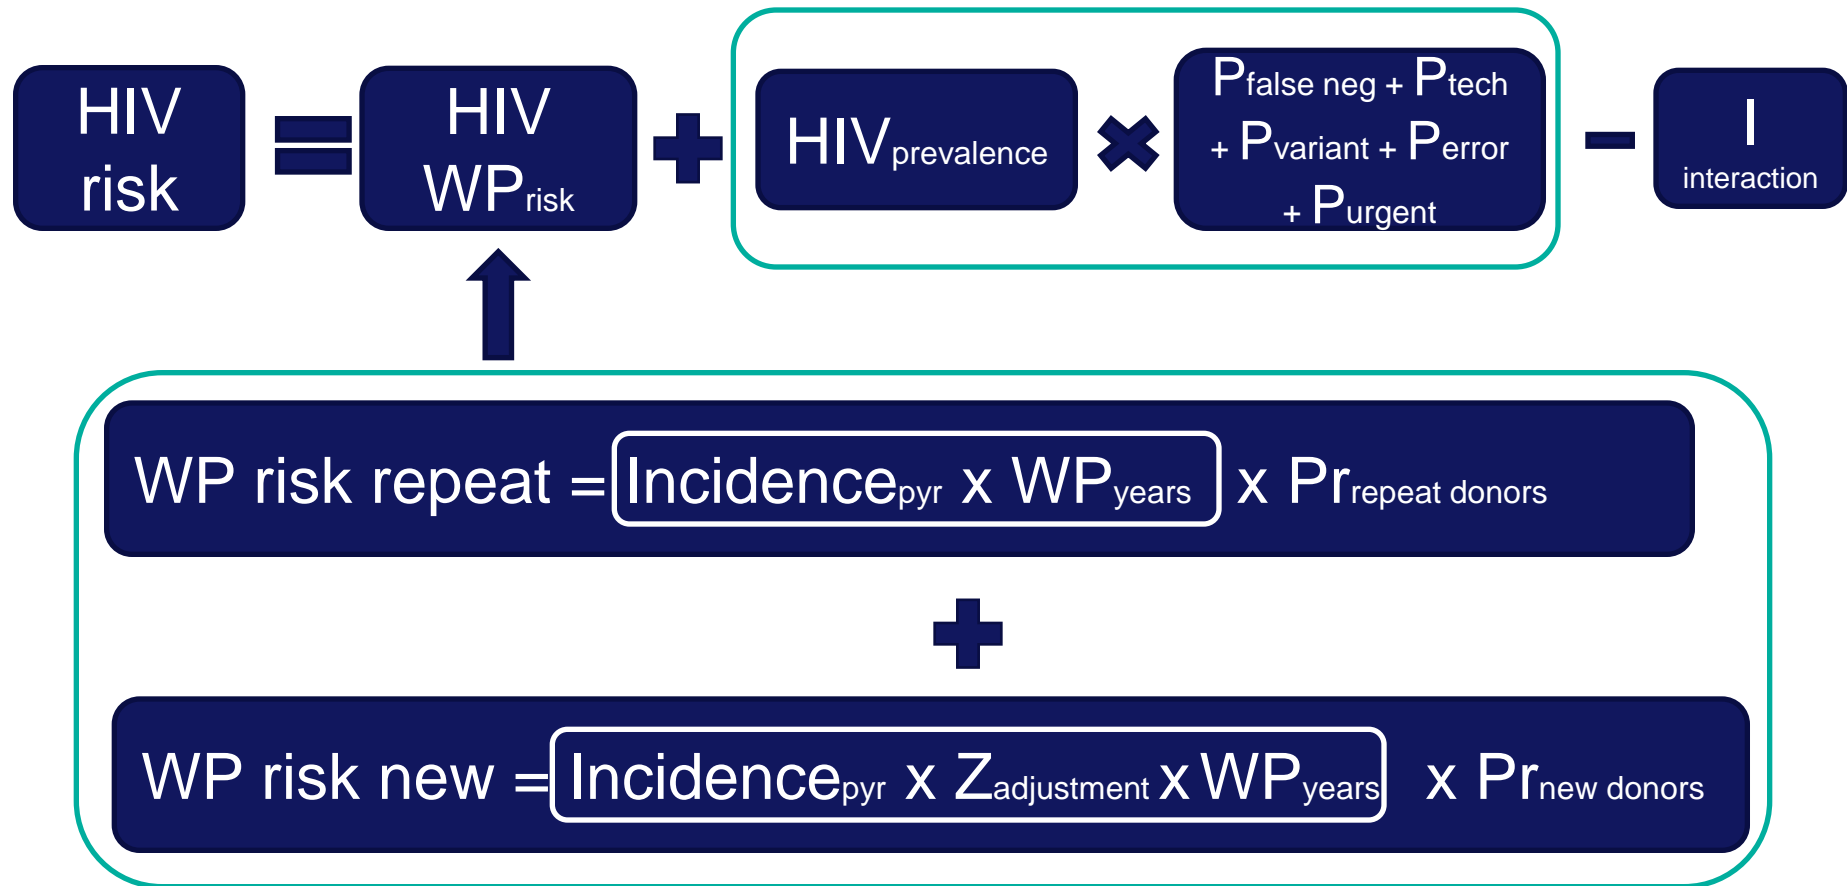 HIV
risk
HIV
WPrisk
HIVprevalence
Pfalse neg + Ptech
+ Pvariant + Perror
+ Purgent
I
interaction
WP risk repeat = Incidencepyr x WPyears x Prrepeat donors
WP risk new = Incidencepyr x Zadjustment x WPyears x Prnew donors